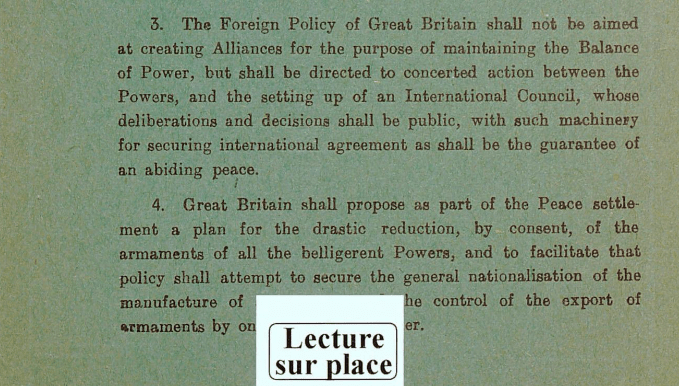 3. The Foreign Policy of Great Britain shall not be aimed
at creating Alliances for the purpose of maintaining the Balance
of Power, but shall be directed to concerted action between the
Powers, and the setting up of an International Council, whose
deliberations and decisions shall be public, with such machinery
for securing international agreement as shall be the guarantee of
an abiding peace.
4. Great Britain shall propose as part of the Peace settle-
ment a plan for the drastic reduction, by consent, of the
armaments of all the belligerent Powers, and to facilitate that
policy shall attempt to secure the general nationalisation of the
manufacture of the control of the export of
armaments by
Lecture
sur place